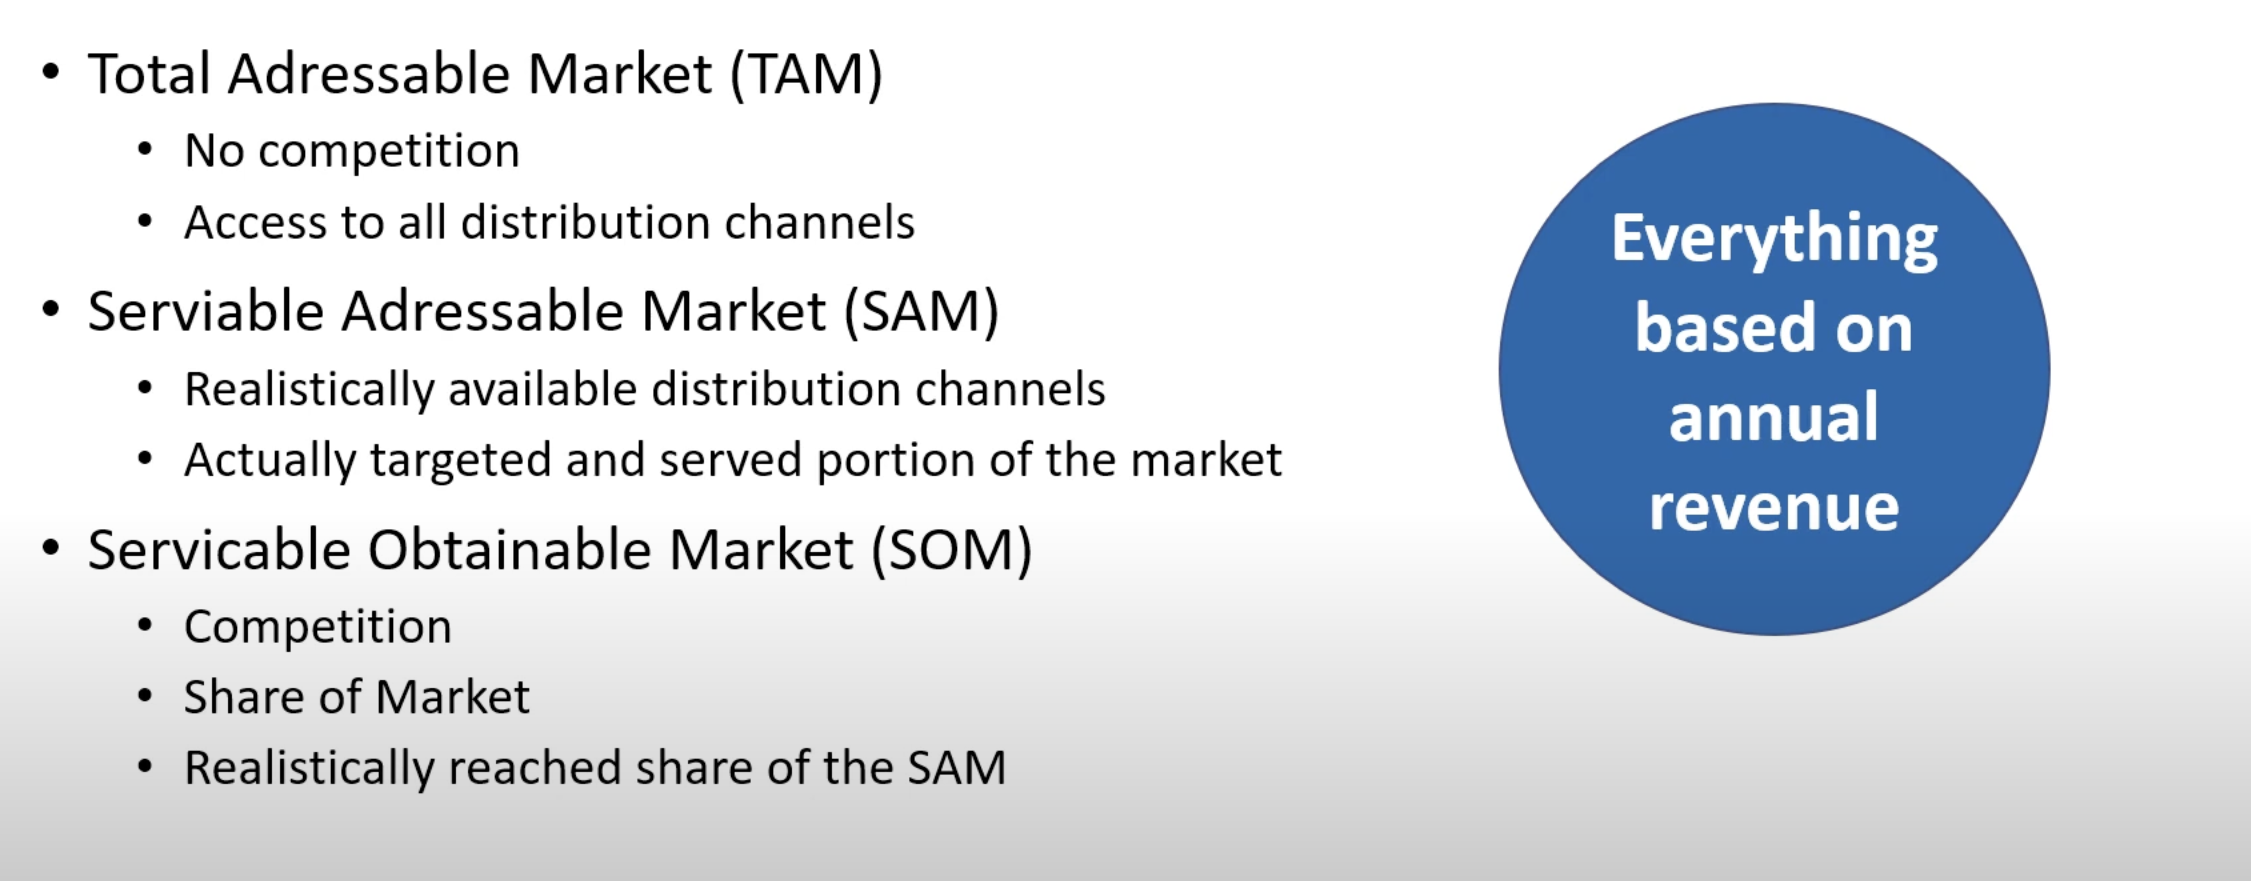 • Total Adressable Market (TAM)
• No competition
• Access to all distribution channels
• Serviable Adressable Market (SAM)
• Realistically available distribution channels
• Actually targeted and served portion of the market
• Servicable Obtainable Market (SOM)
• Competition
• Share of Market
• Realistically reached share of the SAM
Everything
based on
annual
revenue